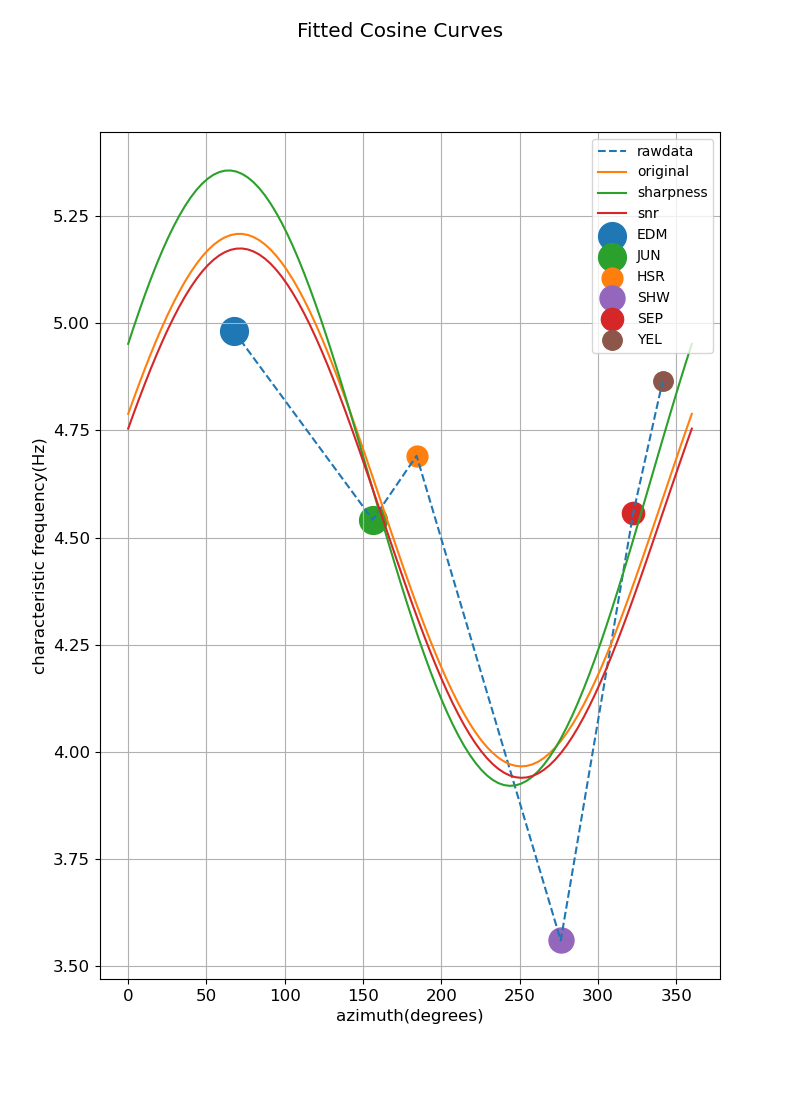 Fitted Cosine Curves
rawdata
original
sharpness
snr
EDM
JUN
HSR
SHW
SEP
YEL
characteristic frequency(Hz)
5.25
5.00
4.75
4.50
4.25
4.00
3.75
3.50
0 50 100 150 200 250 300 350
azimuth(degrees)